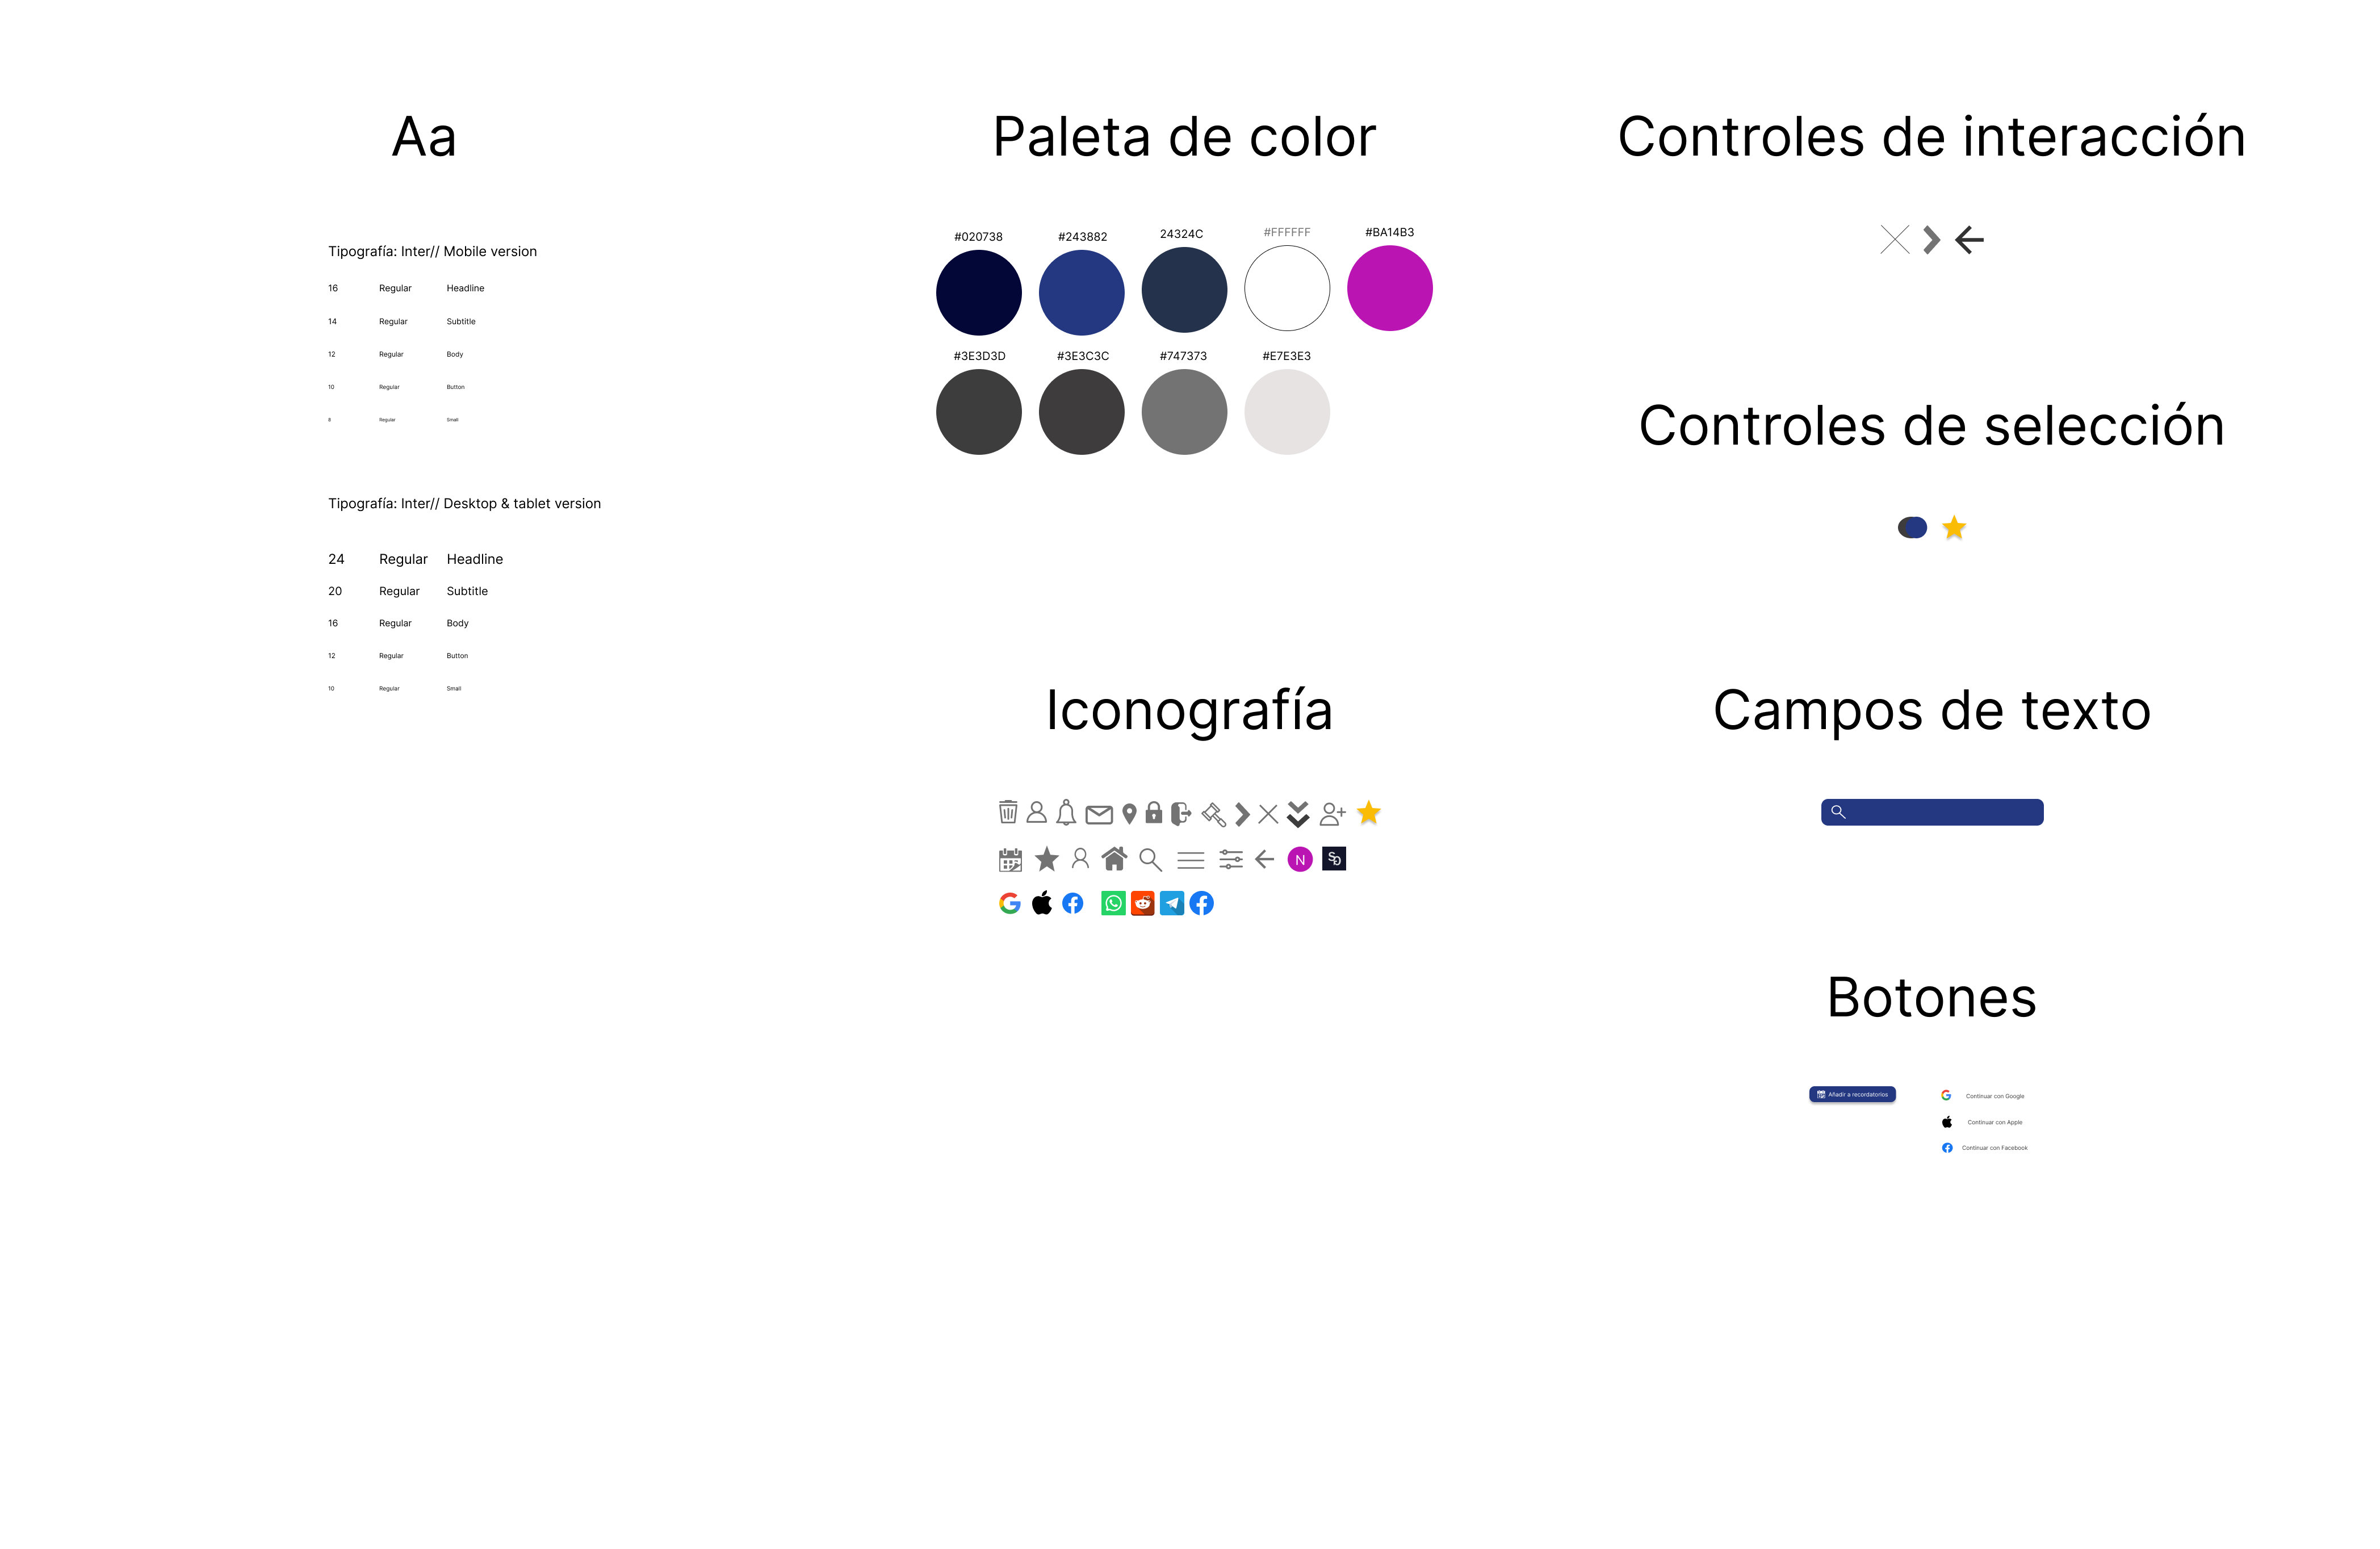 Aa
Tipografía: Inter// Mobile version
16 Regular Headline
14 Regular Subtitle
12 Regular Body
10 Regular Button
8 Regular Small
Tipografía: Inter// Desktop & tablet version
24 Regular Headline
20 Regular Subtitle
16 Regular Body
12 Regular Button
10 Regular Small
Paleta de color
#020738 #243882 24324C #FFFFFF #BA14B3
#3E3D3D #3E3C3C #747373 #E7E3E3
Iconografía
N
Controles de interacción
Controles de selección
Campos de texto
Botones
Añadir a recordatorios
Continuar con Google
Continuar con Apple
Continuar con Facebook